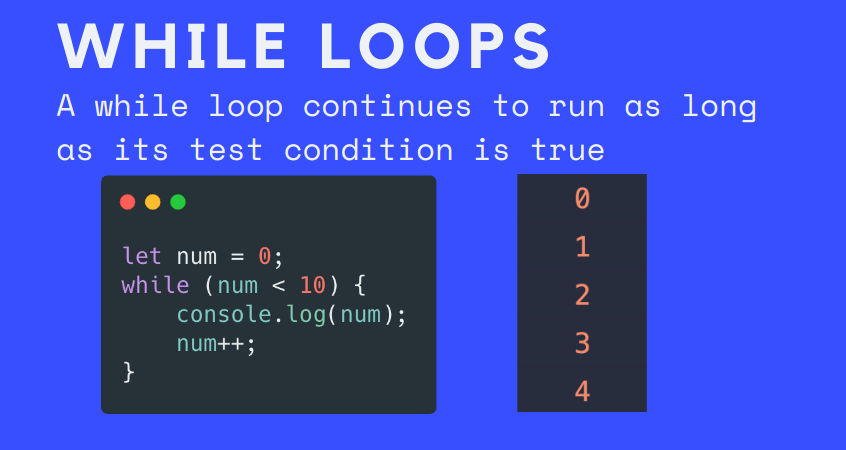 WHILE LOOPS
A while loop continues to run as long
as its test condition is true
let num = 0;
while (num < 10) {
    console.log(num);
    num++;
}
0
1
2
3
4